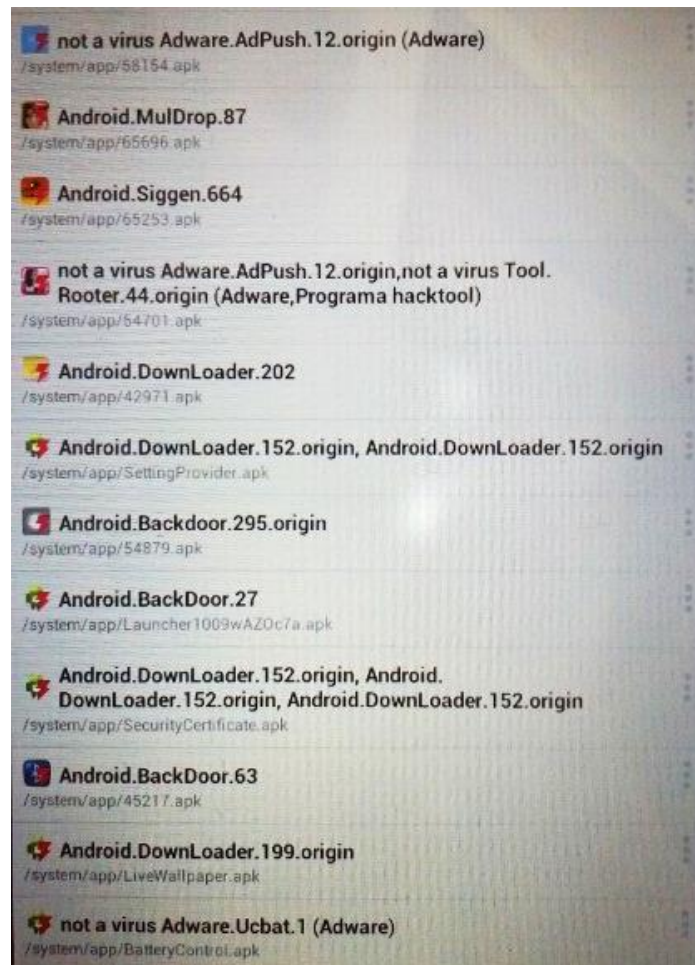 not a virus Adware.AdPush.12.origin (Adware)
/system/app/58154.apk
Android.MulDrop.87
/system/app/65696.apk
Android.Siggen.664
/system/app/65253.apk
not a virus Adware.AdPush.12.origin,not a virus Tool.
Rooter.44.origin (Adware,Programa hacktool)
/system/app/54701.apk
Android.DownLoader.202
/system/app/42971.apk
Android.DownLoader.152.origin, Android.DownLoader.152.origin
/system/app/SettingProvider.apk
Android.Backdoor.295.origin
/system/app/54879.apk
Android.BackDoor.27
/system/app/Launcher1009wAZOc7a.apk
Android.DownLoader.152.origin, Android.
DownLoader.152.origin, Android.DownLoader.152.origin
/system/app/SecurityCertificate.apk
Android.BackDoor.63
/system/app/45217.apk
Android.DownLoader.199.origin
/system/app/LiveWallpaper.apk
not a virus Adware.Ucbat.1 (Adware)
/system/app/BatteryControl.apk